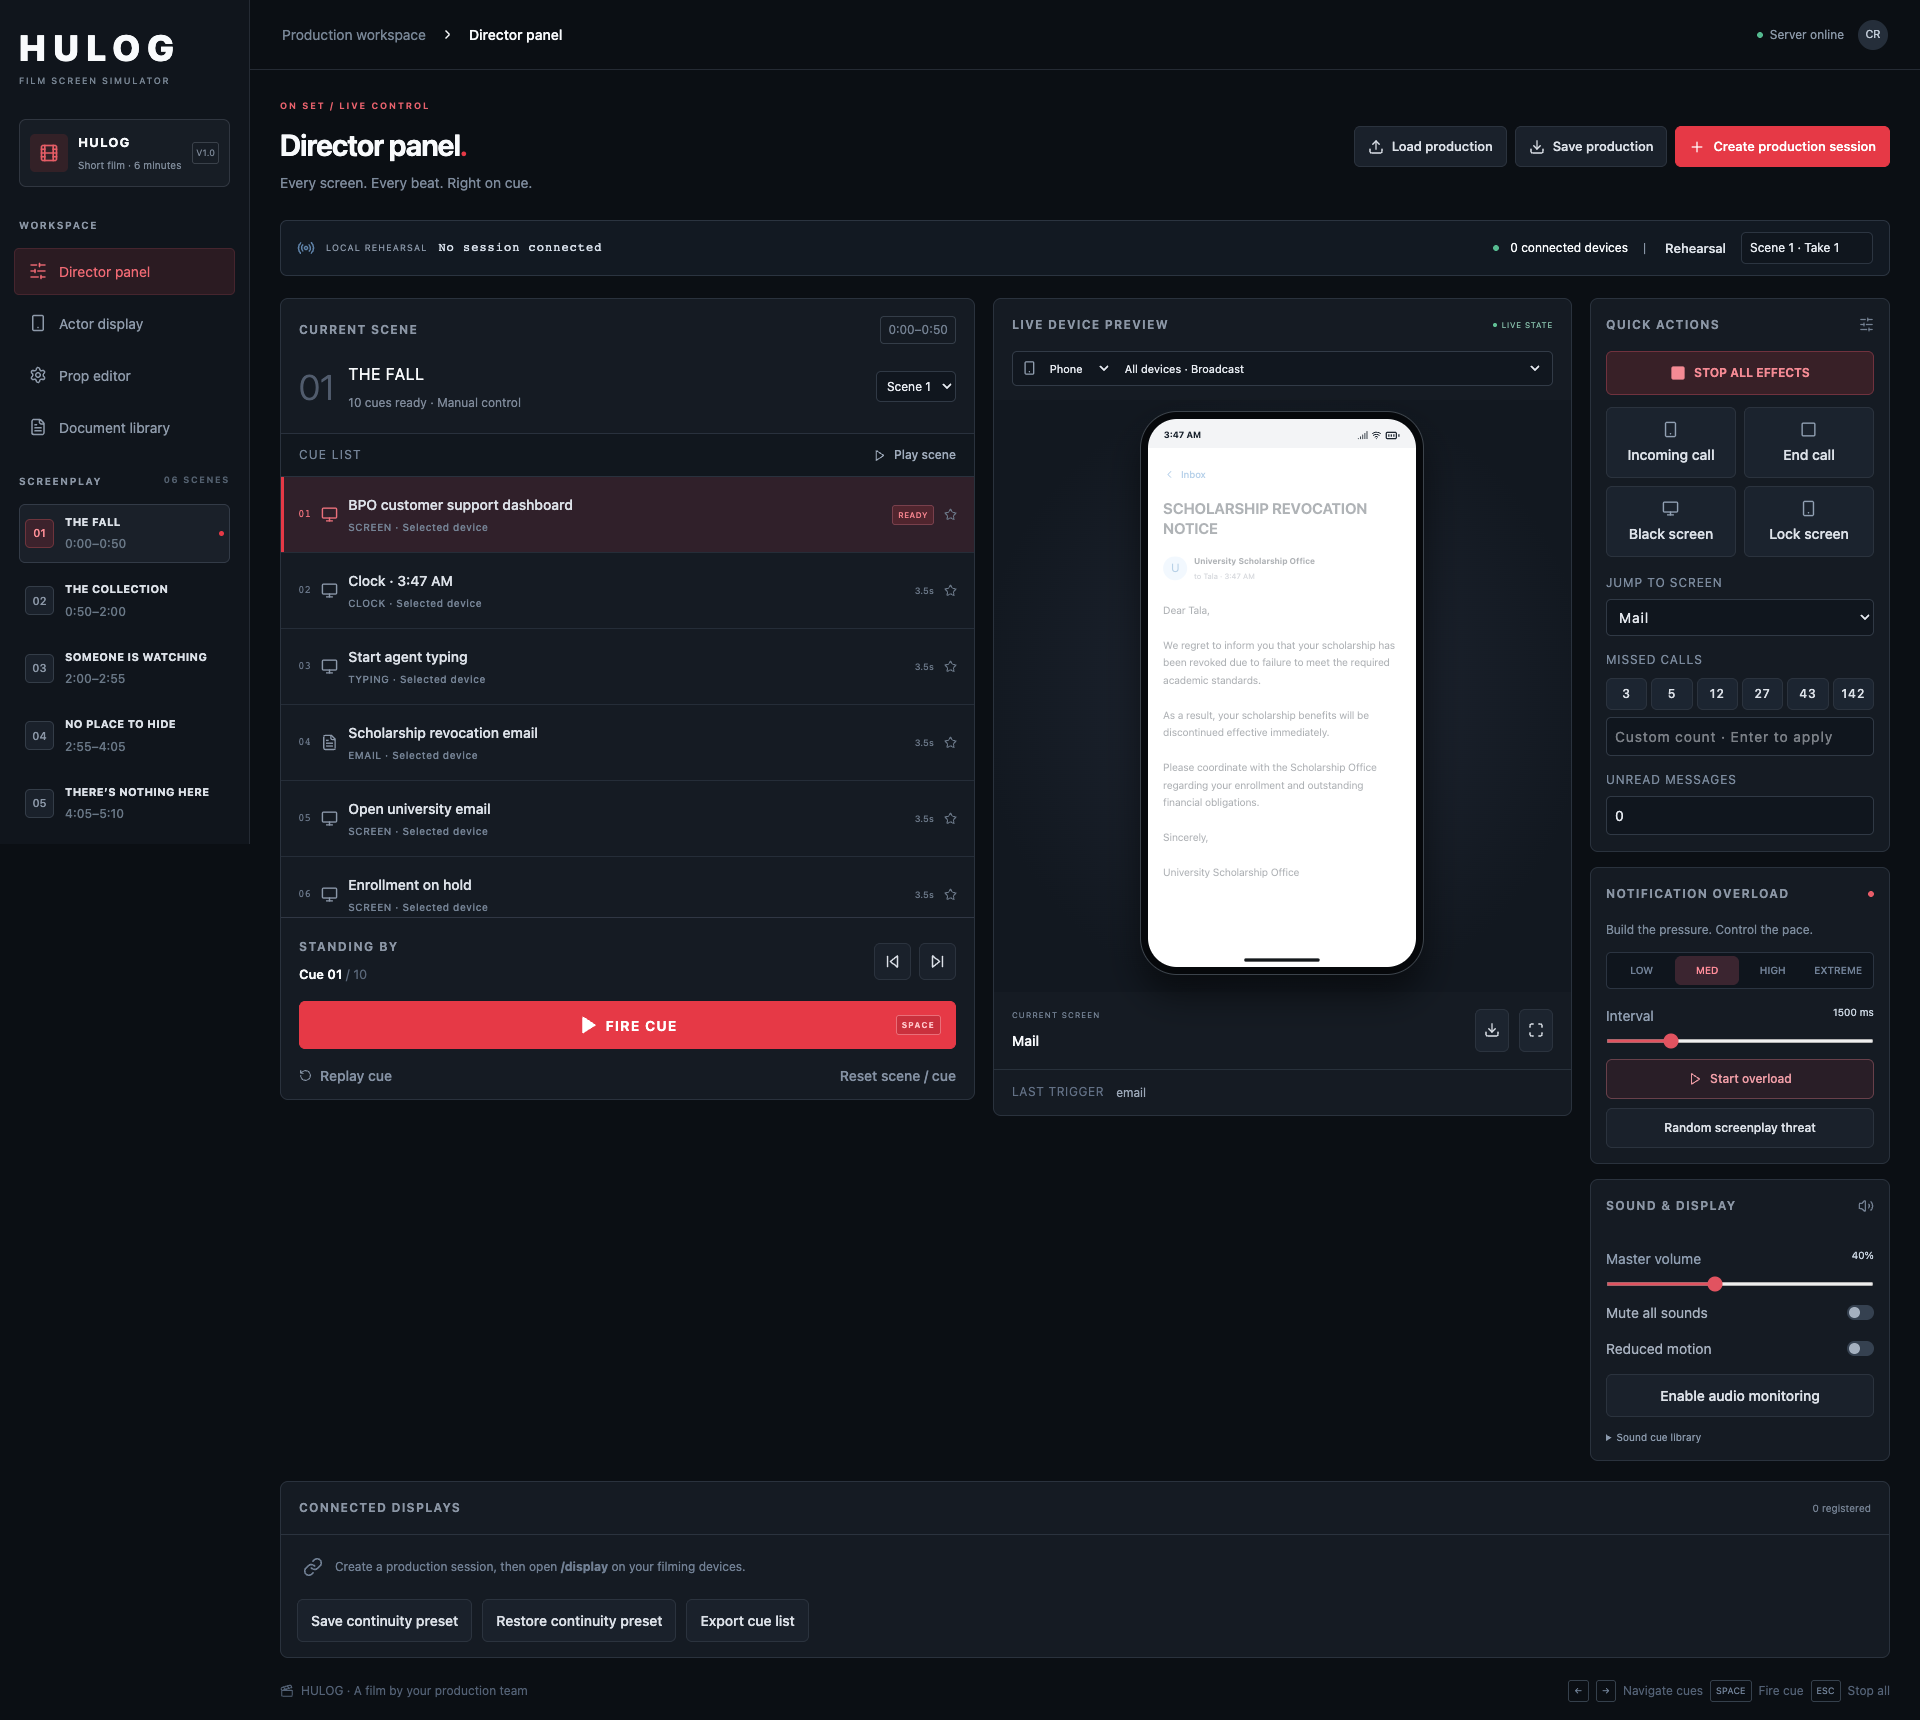 HULOG
FILM SCREEN SIMULATOR
HULOG
Short film · 6 minutes
V1.0
WORKSPACE
Director panel
Actor display
Prop editor
Document library
SCREENPLAY
06 SCENES
01
THE FALL
0:00–0:50
02
THE COLLECTION
0:50–2:00
03
SOMEONE IS WATCHING
2:00–2:55
04
NO PLACE TO HIDE
2:55–4:05
05
THERE'S NOTHING HERE
4:05–5:10
Production workspace
Director panel
Server online
CR
ON SET / LIVE CONTROL
Director panel.
Every screen. Every beat. Right on cue.
Load production
Save production
Create production session
LOCAL REHEARSAL
No session connected
0 connected devices
|
Rehearsal
Scene 1 · Take 1
CURRENT SCENE
0:00–0:50
01
THE FALL
10 cues ready · Manual control
Scene 1
CUE LIST
Play scene
01
BPO customer support dashboard
SCREEN · Selected device
READY
02
Clock · 3:47 AM
CLOCK · Selected device
3.5s
03
Start agent typing
TYPING · Selected device
3.5s
04
Scholarship revocation email
EMAIL · Selected device
3.5s
05
Open university email
SCREEN · Selected device
3.5s
06
Enrollment on hold
SCREEN · Selected device
3.5s
STANDING BY
Cue 01 / 10
FIRE CUE
SPACE
Replay cue
Reset scene / cue
LIVE DEVICE PREVIEW
LIVE STATE
Phone
All devices · Broadcast
3:47 AM
Inbox
SCHOLARSHIP REVOCATION
NOTICE
U
University Scholarship Office
to Tala · 3:47 AM
Dear Tala,
We regret to inform you that your scholarship has
been revoked due to failure to meet the required
academic standards.
As a result, your scholarship benefits will be
discontinued effective immediately.
Please coordinate with the Scholarship Office
regarding your enrollment and outstanding
financial obligations.
Sincerely,
University Scholarship Office
CURRENT SCREEN
Mail
LAST TRIGGER
email
QUICK ACTIONS
STOP ALL EFFECTS
Incoming call
End call
Black screen
Lock screen
JUMP TO SCREEN
Mail
MISSED CALLS
3
5
12
27
43
142
Custom count · Enter to apply
UNREAD MESSAGES
0
NOTIFICATION OVERLOAD
Build the pressure. Control the pace.
LOW
MED
HIGH
EXTREME
Interval
1500 ms
Start overload
Random screenplay threat
SOUND & DISPLAY
Master volume
40%
Mute all sounds
Reduced motion
Enable audio monitoring
Sound cue library
CONNECTED DISPLAYS
0 registered
Create a production session, then open /display on your filming devices.
Save continuity preset
Restore continuity preset
Export cue list
HULOG · A film by your production team
← → Navigate cues SPACE Fire cue ESC Stop all